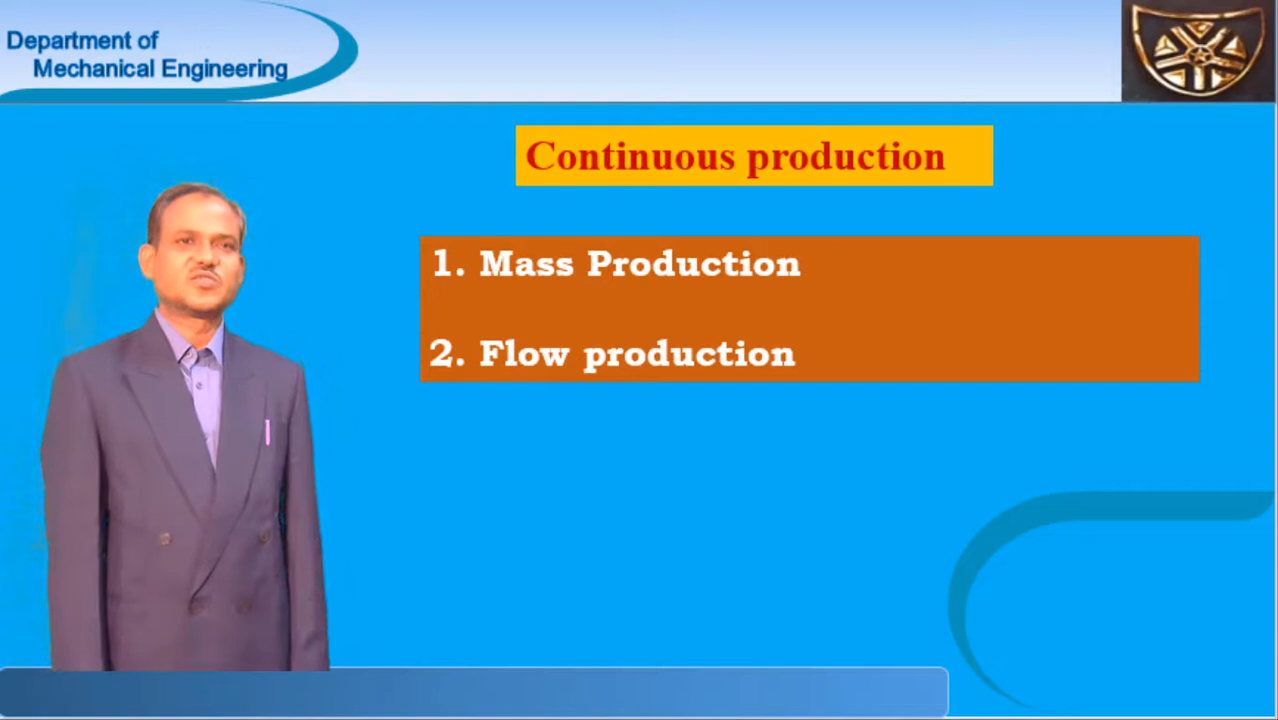 Department of
Mechanical Engineering
Continuous production
1. Mass Production
2. Flow production